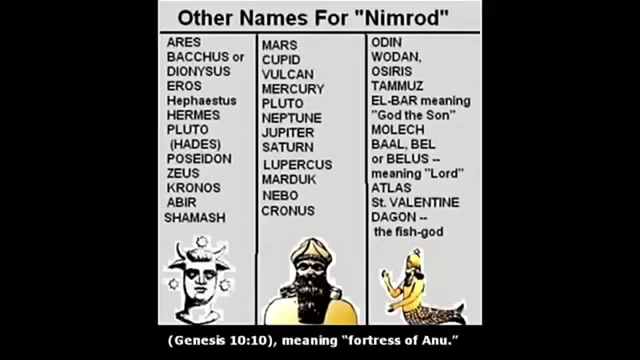 Other Names For "Nimrod"
ARES
BACCHUS or
DIONYSUS
EROS
Hephaestus
HERMES
PLUTO
(HADES)
POSEIDON
ZEUS
KRONOS
ABIR
SHAMASH
MARS
CUPID
VULCAN
MERCURY
PLUTO
NEPTUNE
JUPITER
SATURN
LUPERCUS
MARDUK
NEBO
CRONUS
ODIN
WODAN,
OSIRIS
TAMMUZ
EL-BAR meaning
"God the Son"
MOLECH
BAAL, BEL
or BELUS --
meaning "Lord"
ATLAS
St. VALENTINE
DAGON --
the fish-god
(Genesis 10:10), meaning “fortress of Anu.”